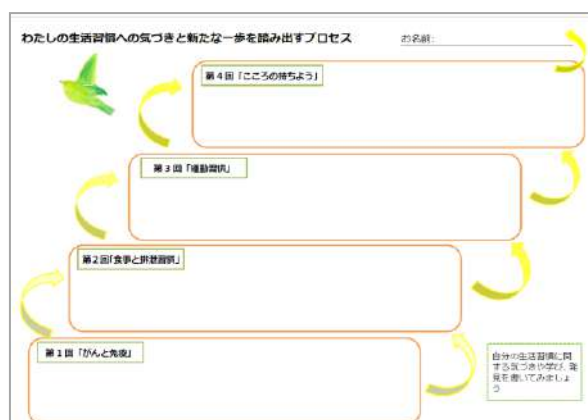 わたしの生活習慣への気づきと新たな一歩を踏み出すプロセス
お名前:
第4回「こころの持ちよう」
第3回「運動習慣」
第2回「食事と排泄習慣」
第1回「がんと免疫」
自分の生活習慣に関
する気づきや学び、発
見を書いてみましょ
う